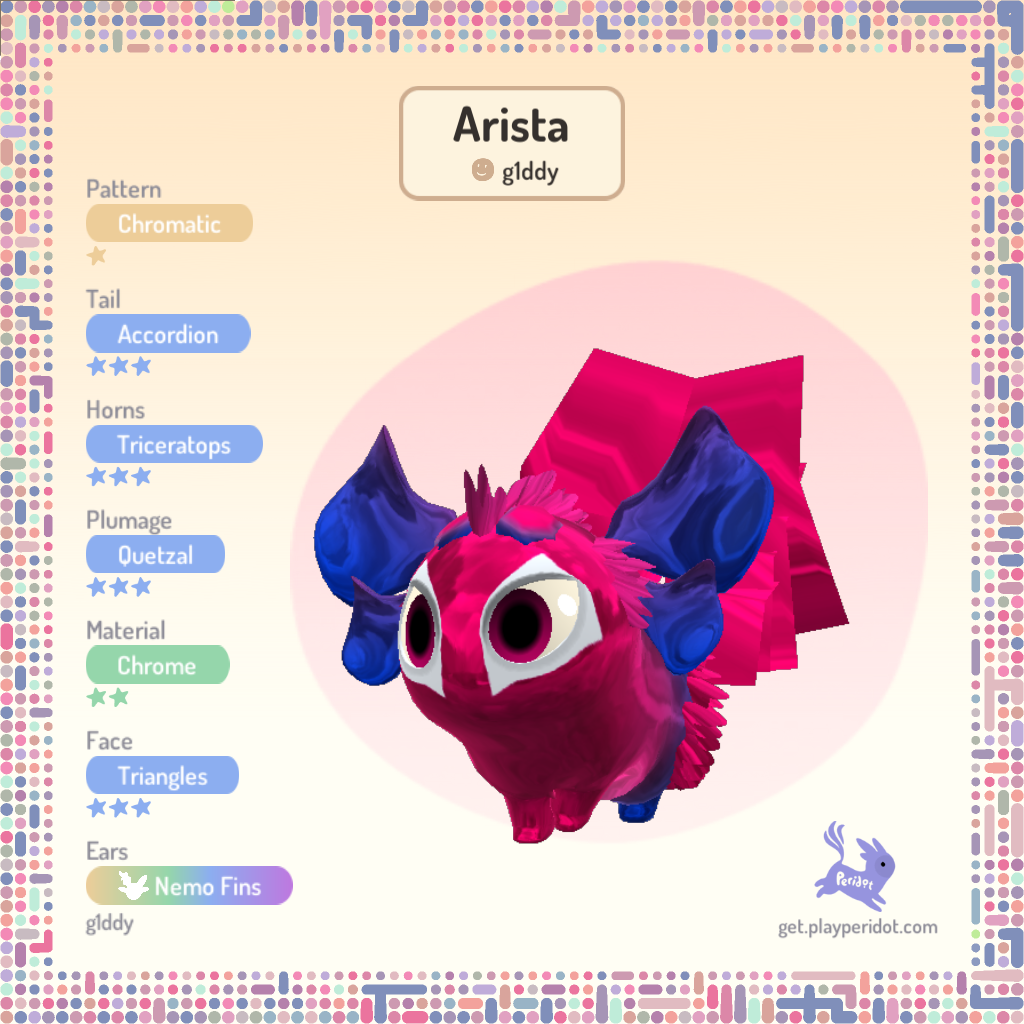 Arista
g1ddy
Pattern
Chromatic
Tail
Accordion
Horns
Triceratops
Plumage
Quetzal
Material
Chrome
Face
Triangles
Ears
Nemo Fins
g1ddy
Peridot
get.playperidot.com